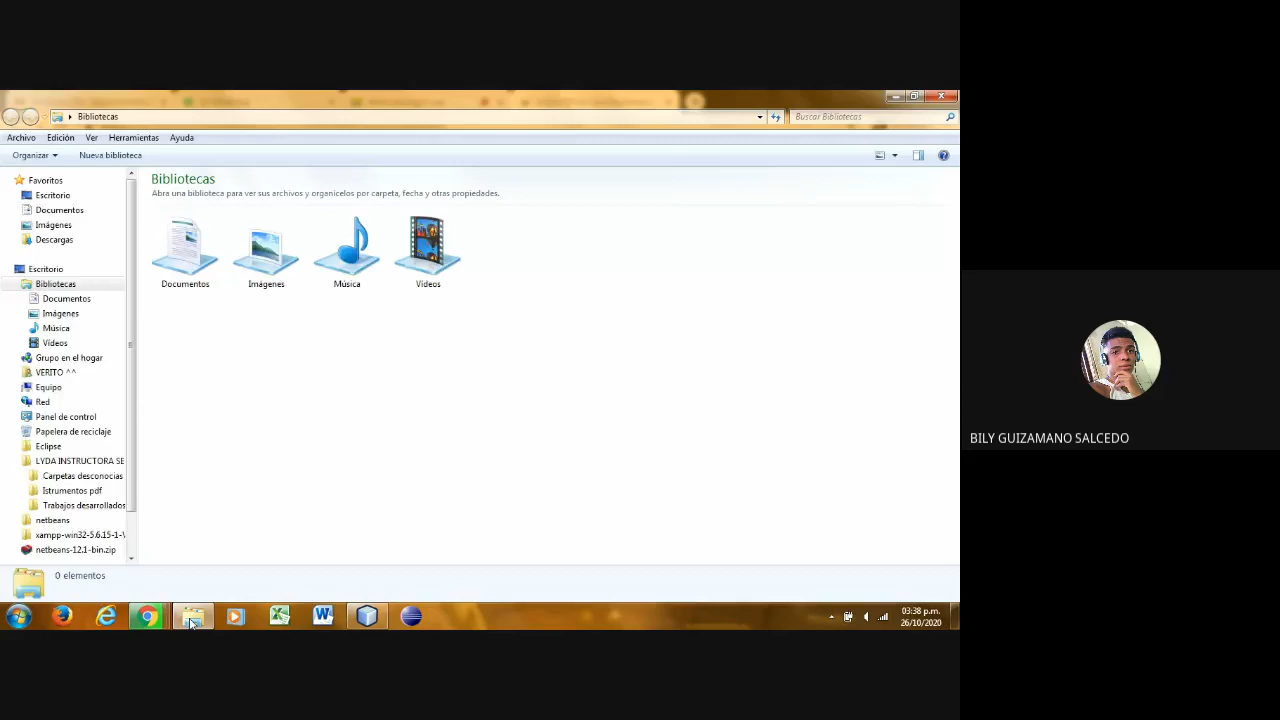 Bibliotecas
Buscar Bibliotecas
Archivo Edición Ver Herramientas Ayuda
Organizar Nueva biblioteca
Favoritos
Escritorio
Documentos
Imágenes
Descargas
Escritorio
Bibliotecas
Documentos
Imágenes
Música
Vídeos
Grupo en el hogar
VERITO ^^
Equipo
Red
Panel de control
Papelera de reciclaje
Eclipse
LYDA INSTRUCTORA SE
Carpetas desconocias
Istrumentos pdf
Trabajos desarrollados
netbeans
xampp-win32-5.6.15-1-V
netbeans-12.1-bin.zip
Bibliotecas
Abra una biblioteca para ver sus archivos y organícelos por carpeta, fecha y otras propiedades.
Documentos Imágenes Música Vídeos
0 elementos
03:38 p.m.
26/10/2020
BILY GUIZAMANO SALCEDO